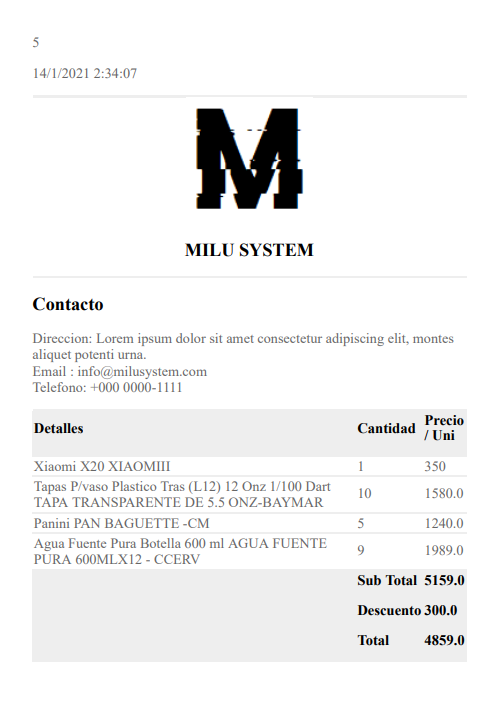 5
14/1/2021 2:34:07
M
MILU SYSTEM
Contacto
Direccion: Lorem ipsum dolor sit amet consectetur adipiscing elit, montes
aliquet potenti urna.
Email : info@milusystem.com
Telefono: +000 0000-1111
Detalles Cantidad Precio
/ Uni
Xiaomi X20 XIAOMIII 1 350
Tapas P/vaso Plastico Tras (L12) 12 Onz 1/100 Dart
TAPA TRANSPARENTE DE 5.5 ONZ-BAYMAR 10 1580.0
Panini PAN BAGUETTE -CM 5 1240.0
Agua Fuente Pura Botella 600 ml AGUA FUENTE
PURA 600MLX12 - CCERV 9 1989.0
Sub Total 5159.0
Descuento 300.0
Total 4859.0